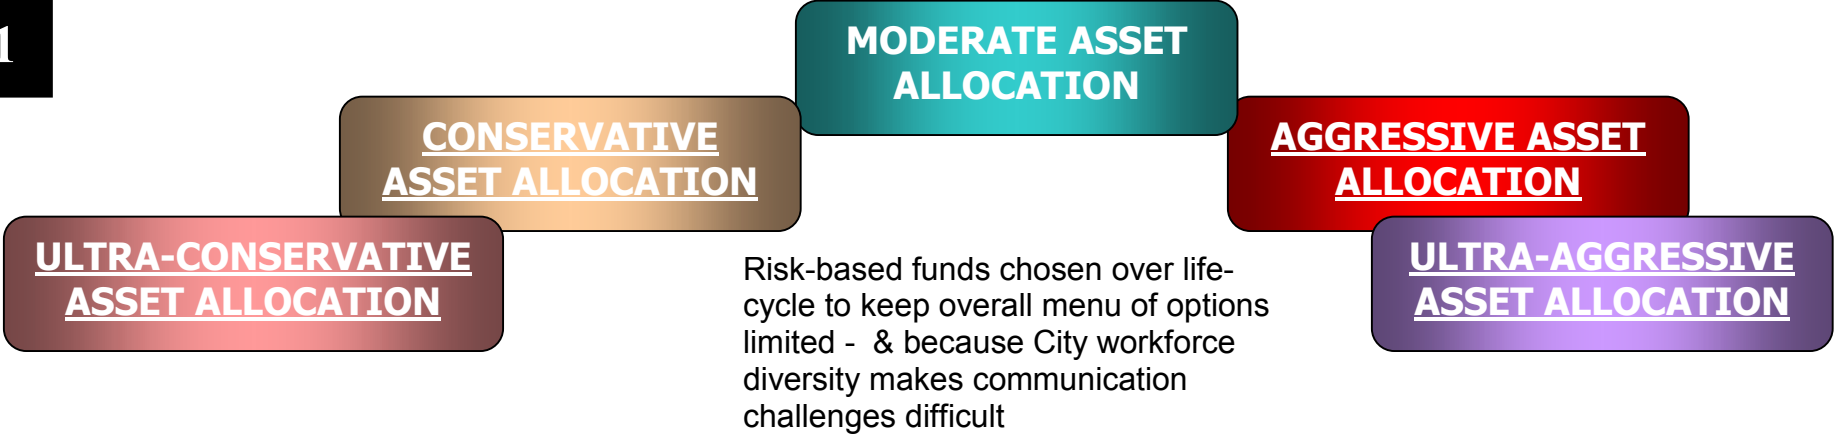 1
MODERATE ASSET
ALLOCATION
CONSERVATIVE
ASSET ALLOCATION
AGGRESSIVE ASSET
ALLOCATION
ULTRA-CONSERVATIVE
ASSET ALLOCATION
ULTRA-AGGRESSIVE
ASSET ALLOCATION
Risk-based funds chosen over life-
cycle to keep overall menu of options
limited -  & because City workforce
diversity makes communication
challenges difficult